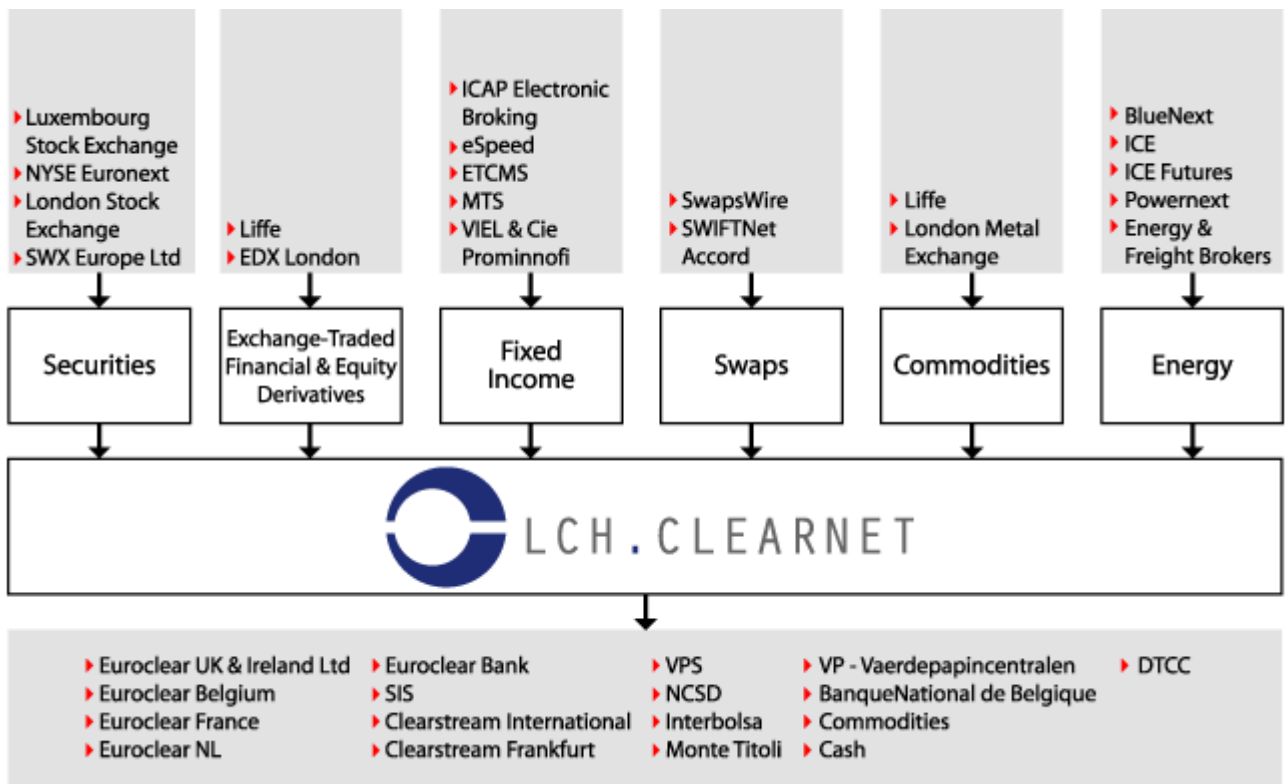 Luxembourg
Stock Exchange
NYSE Euronext
London Stock
Exchange
SWX Europe Ltd
Liffe
EDX London
ICAP Electronic
Broking
eSpeed
ETCMS
MTS
VIEL & Cie
Prominnofi
SwapsWire
SWIFTNet
Accord
Liffe
London Metal
Exchange
BlueNext
ICE
ICE Futures
Powernext
Energy &
Freight Brokers
Securities
Exchange-Traded
Financial & Equity
Derivatives
Fixed
Income
Swaps
Commodities
Energy
LCH.CLEARNET
Euroclear UK & Ireland Ltd
Euroclear Belgium
Euroclear France
Euroclear NL
Euroclear Bank
SIS
Clearstream International
Clearstream Frankfurt
VPS
NCSD
Interbolsa
Monte Titoli
VP - Vaerdepapincentralen
BanqueNational de Belgique
Commodities
Cash
DTCC